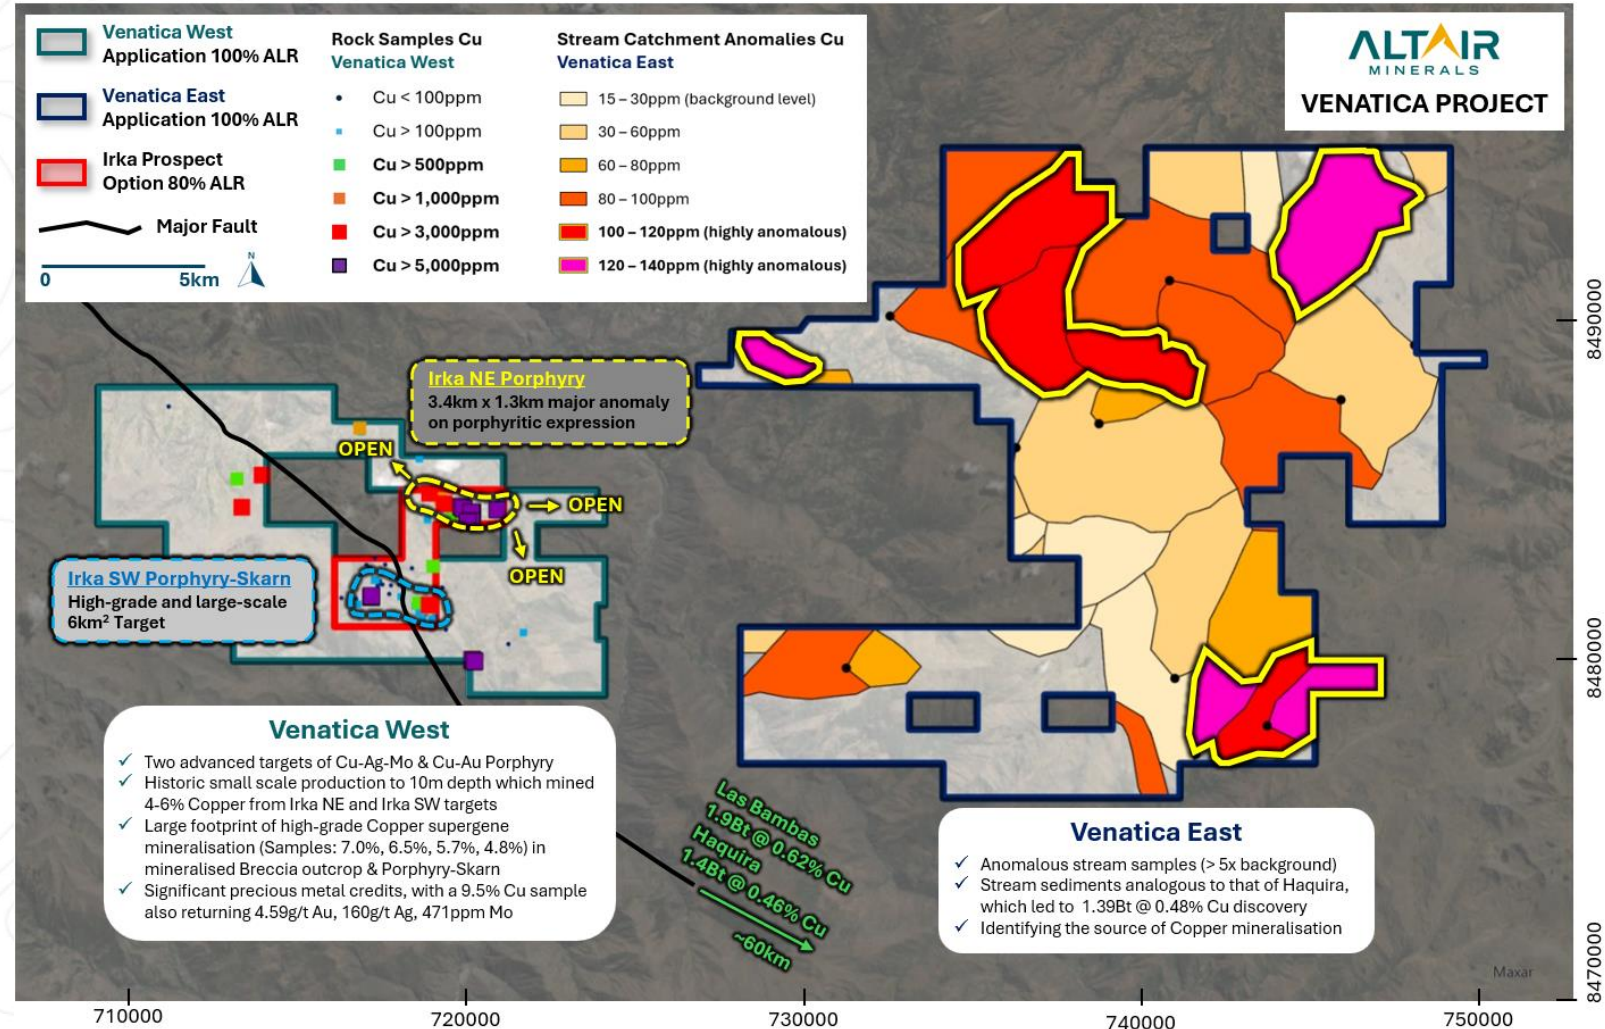 Venatica West
Application 100% ALR
Venatica East
Application 100% ALR
Irka Prospect
Option 80% ALR
Major Fault
0
5km
N
Rock Samples Cu
Venatica West
Cu < 100ppm
Cu > 100ppm
Cu > 500ppm
Cu > 1,000ppm
Cu > 3,000ppm
Cu > 5,000ppm
Stream Catchment Anomalies Cu
Venatica East
15 – 30ppm (background level)
30 – 60ppm
60 – 80ppm
80 – 100ppm
100 – 120ppm (highly anomalous)
120 – 140ppm (highly anomalous)
ALTAIR
MINERALS
VENATICA PROJECT
Irka NE Porphyry
3.4km x 1.3km major anomaly
on porphyritic expression
OPEN
OPEN
OPEN
Irka SW Porphyry-Skarn
High-grade and large-scale
6km² Target
Venatica West
✓ Two advanced targets of Cu-Ag-Mo & Cu-Au Porphyry
✓ Historic small scale production to 10m depth which mined
4-6% Copper from Irka NE and Irka SW targets
✓ Large footprint of high-grade Copper supergene
mineralisation (Samples: 7.0%, 6.5%, 5.7%, 4.8%) in
mineralised Breccia outcrop & Porphyry-Skarn
✓ Significant precious metal credits, with a 9.5% Cu sample
also returning 4.59g/t Au, 160g/t Ag, 471ppm Mo
Las Bambas
1.9Bt @ 0.62% Cu
Haquira
1.4Bt @ 0.46% Cu
~60km
Venatica East
✓ Anomalous stream samples (> 5x background)
✓ Stream sediments analogous to that of Haquira,
which led to 1.39Bt @ 0.48% Cu discovery
✓ Identifying the source of Copper mineralisation
Maxar
8490000
8480000
8470000
710000
720000
730000
740000
750000